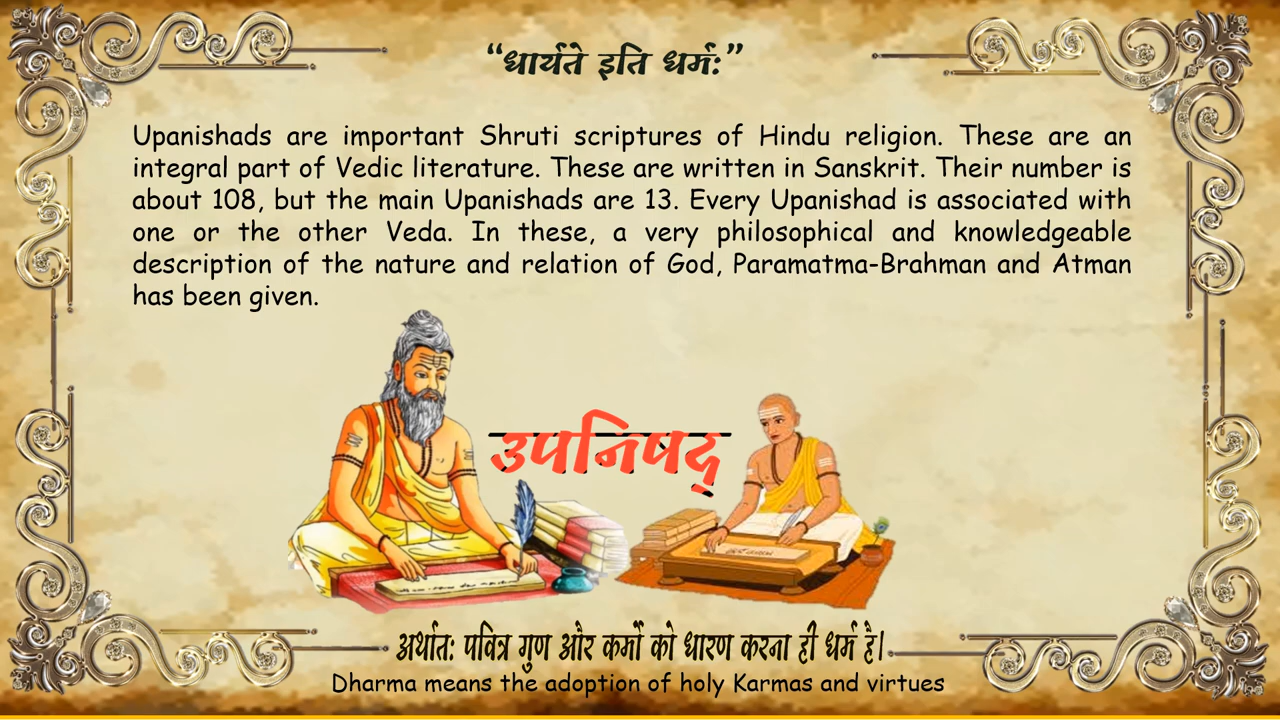 “धार्यते इति धर्म:”
Upanishads are important Shruti scriptures of Hindu religion. These are an
integral part of Vedic literature. These are written in Sanskrit. Their number is
about 108, but the main Upanishads are 13. Every Upanishad is associated with
one or the other Veda. In these, a very philosophical and knowledgeable
description of the nature and relation of God, Paramatma-Brahman and Atman
has been given.
उपनिषद्
अर्थात: पवित्र गुण और कर्मों को धारण करना ही धर्म है।
Dharma means the adoption of holy Karmas and virtues